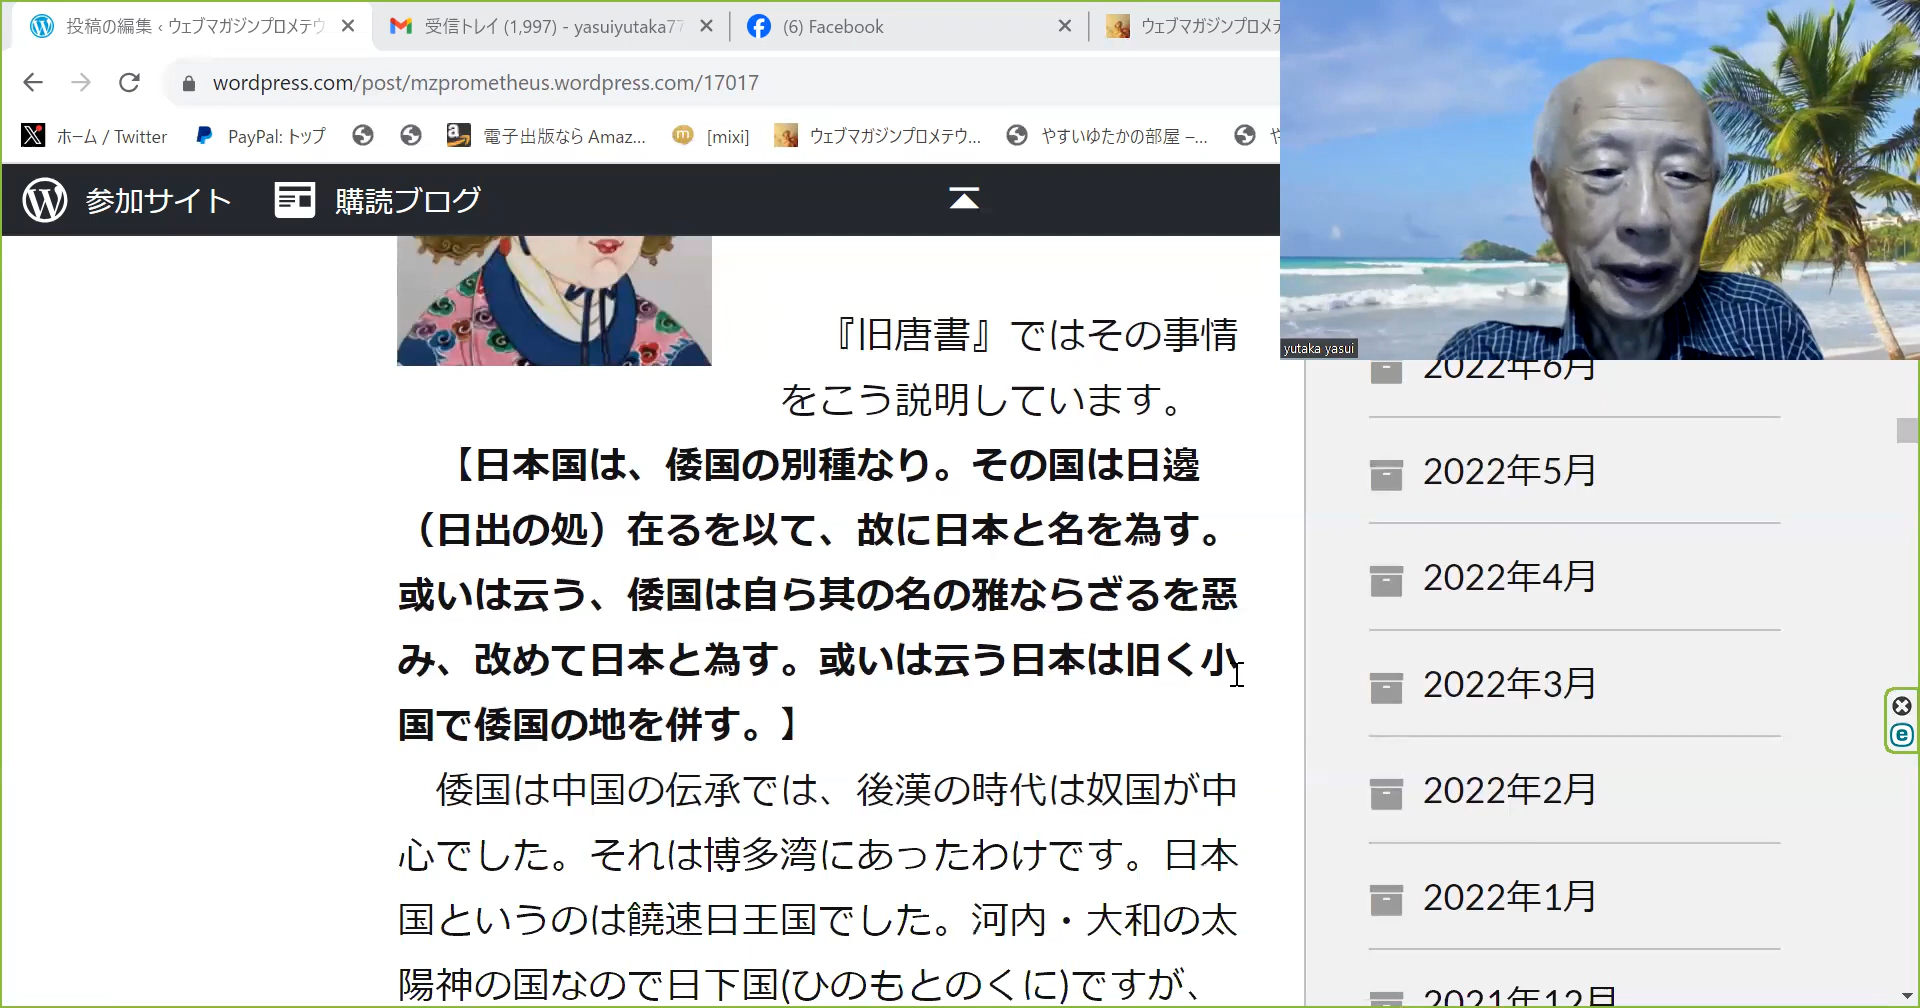 投稿の編集 ‹ ウェブマガジンプロメテウ
受信トレイ (1,997) - yasuiyutaka77
(6) Facebook
ウェブマガジンプロメ
wordpress.com/post/mzprometheus.wordpress.com/17017
ホーム / Twitter
PayPal: トップ
電子出版なら Amaz...
[mixi]
ウェブマガジンプロメテウ...
やすいゆたかの部屋 –...
参加サイト
購読ブログ
yutaka yasui
『旧唐書』ではその事情
をこう説明しています。
【日本国は、倭国の別種なり。その国は日邊
（日出の処）在るを以て、故に日本と名を為す。
或いは云う、倭国は自ら其の名の雅ならざるを惡
み、改めて日本と為す。或いは云う日本は旧く小
国で倭国の地を併す。】
倭国は中国の伝承では、後漢の時代は奴国が中
心でした。それは博多湾にあったわけです。日本
国というのは饒速日王国でした。河内・大和の太
陽神の国なので日下国(ひのもとのくに)ですが、
2022年6月
2022年5月
2022年4月
2022年3月
2022年2月
2022年1月
2021年12月